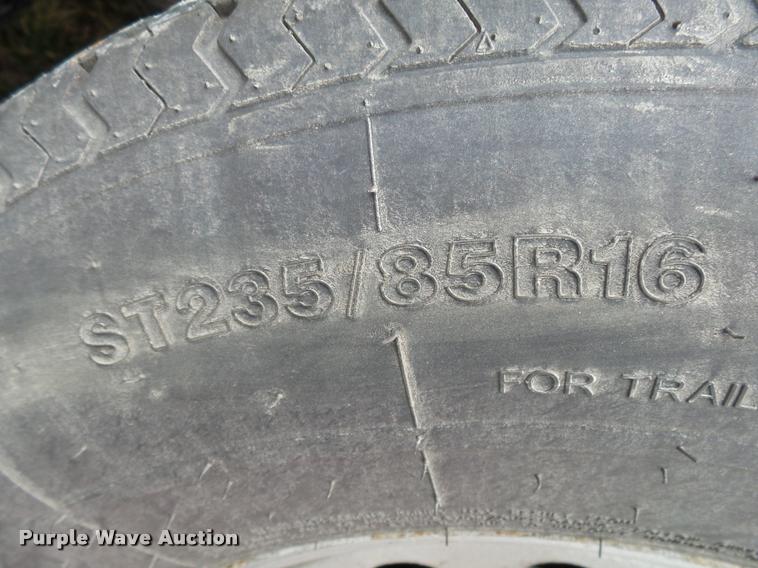 ST235/85R16
FOR TRAIL
Purple Wave Auction